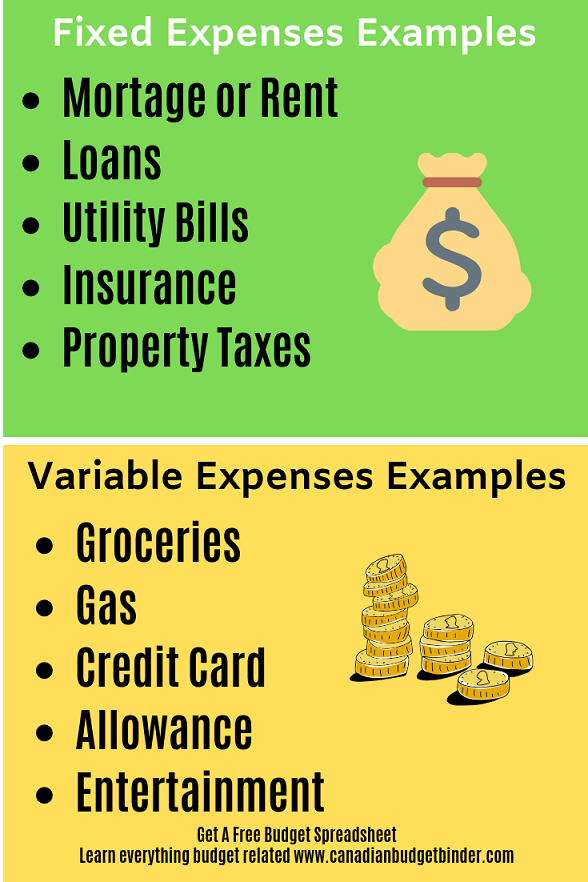 Fixed Expenses Examples
• Mortage or Rent
• Loans
• Utility Bills
• Insurance
• Property Taxes
$
Variable Expenses Examples
• Groceries
• Gas
• Credit Card
• Allowance
• Entertainment
Get A Free Budget Spreadsheet
Learn everything budget related www.canadianbudgetbinder.com